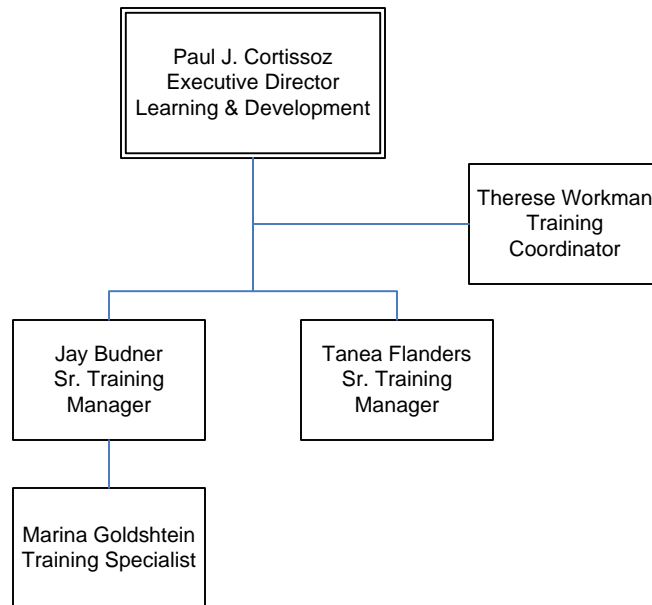 Paul J. Cortissoz
Executive Director
Learning & Development
Therese Workman
Training
Coordinator
Jay Budner
Sr. Training
Manager
Tanea Flanders
Sr. Training
Manager
Marina Goldshtein
Training Specialist